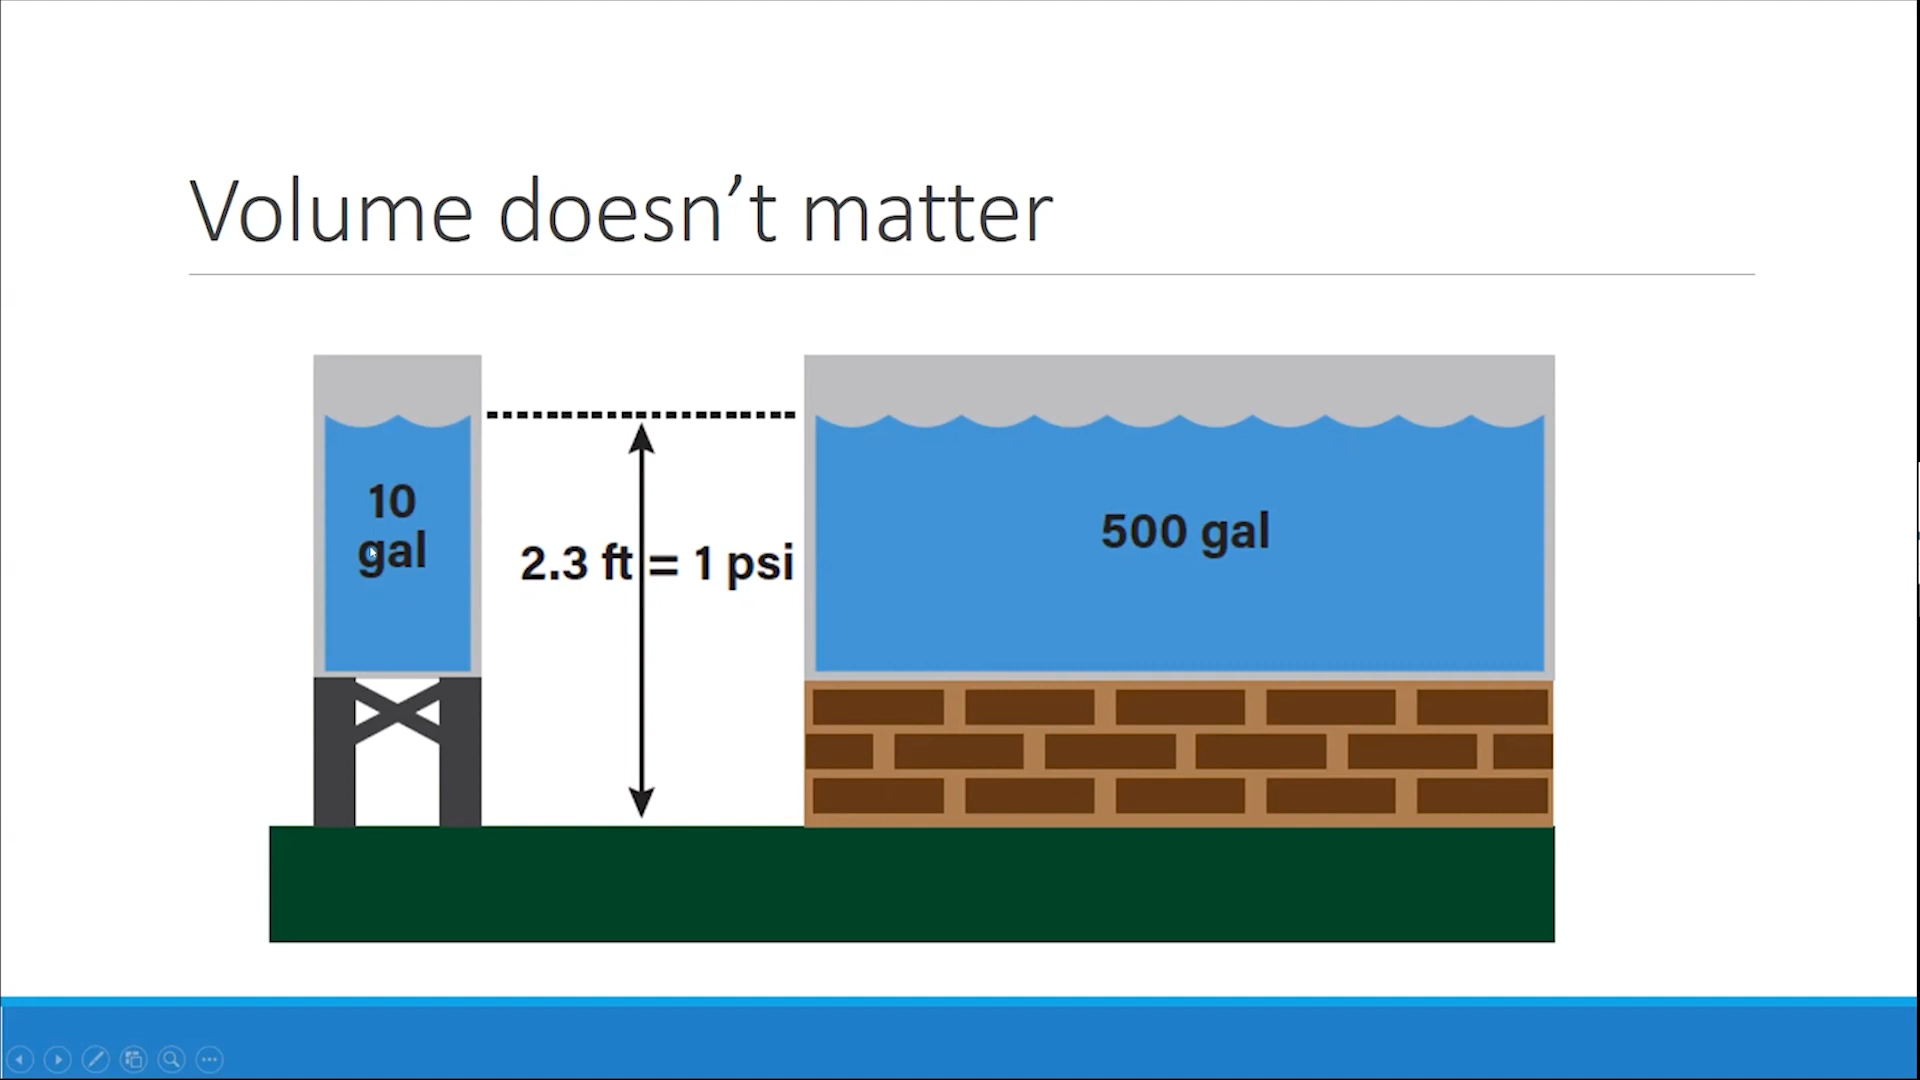 Volume doesn’t matter
10
gal
2.3 ft = 1 psi
500 gal